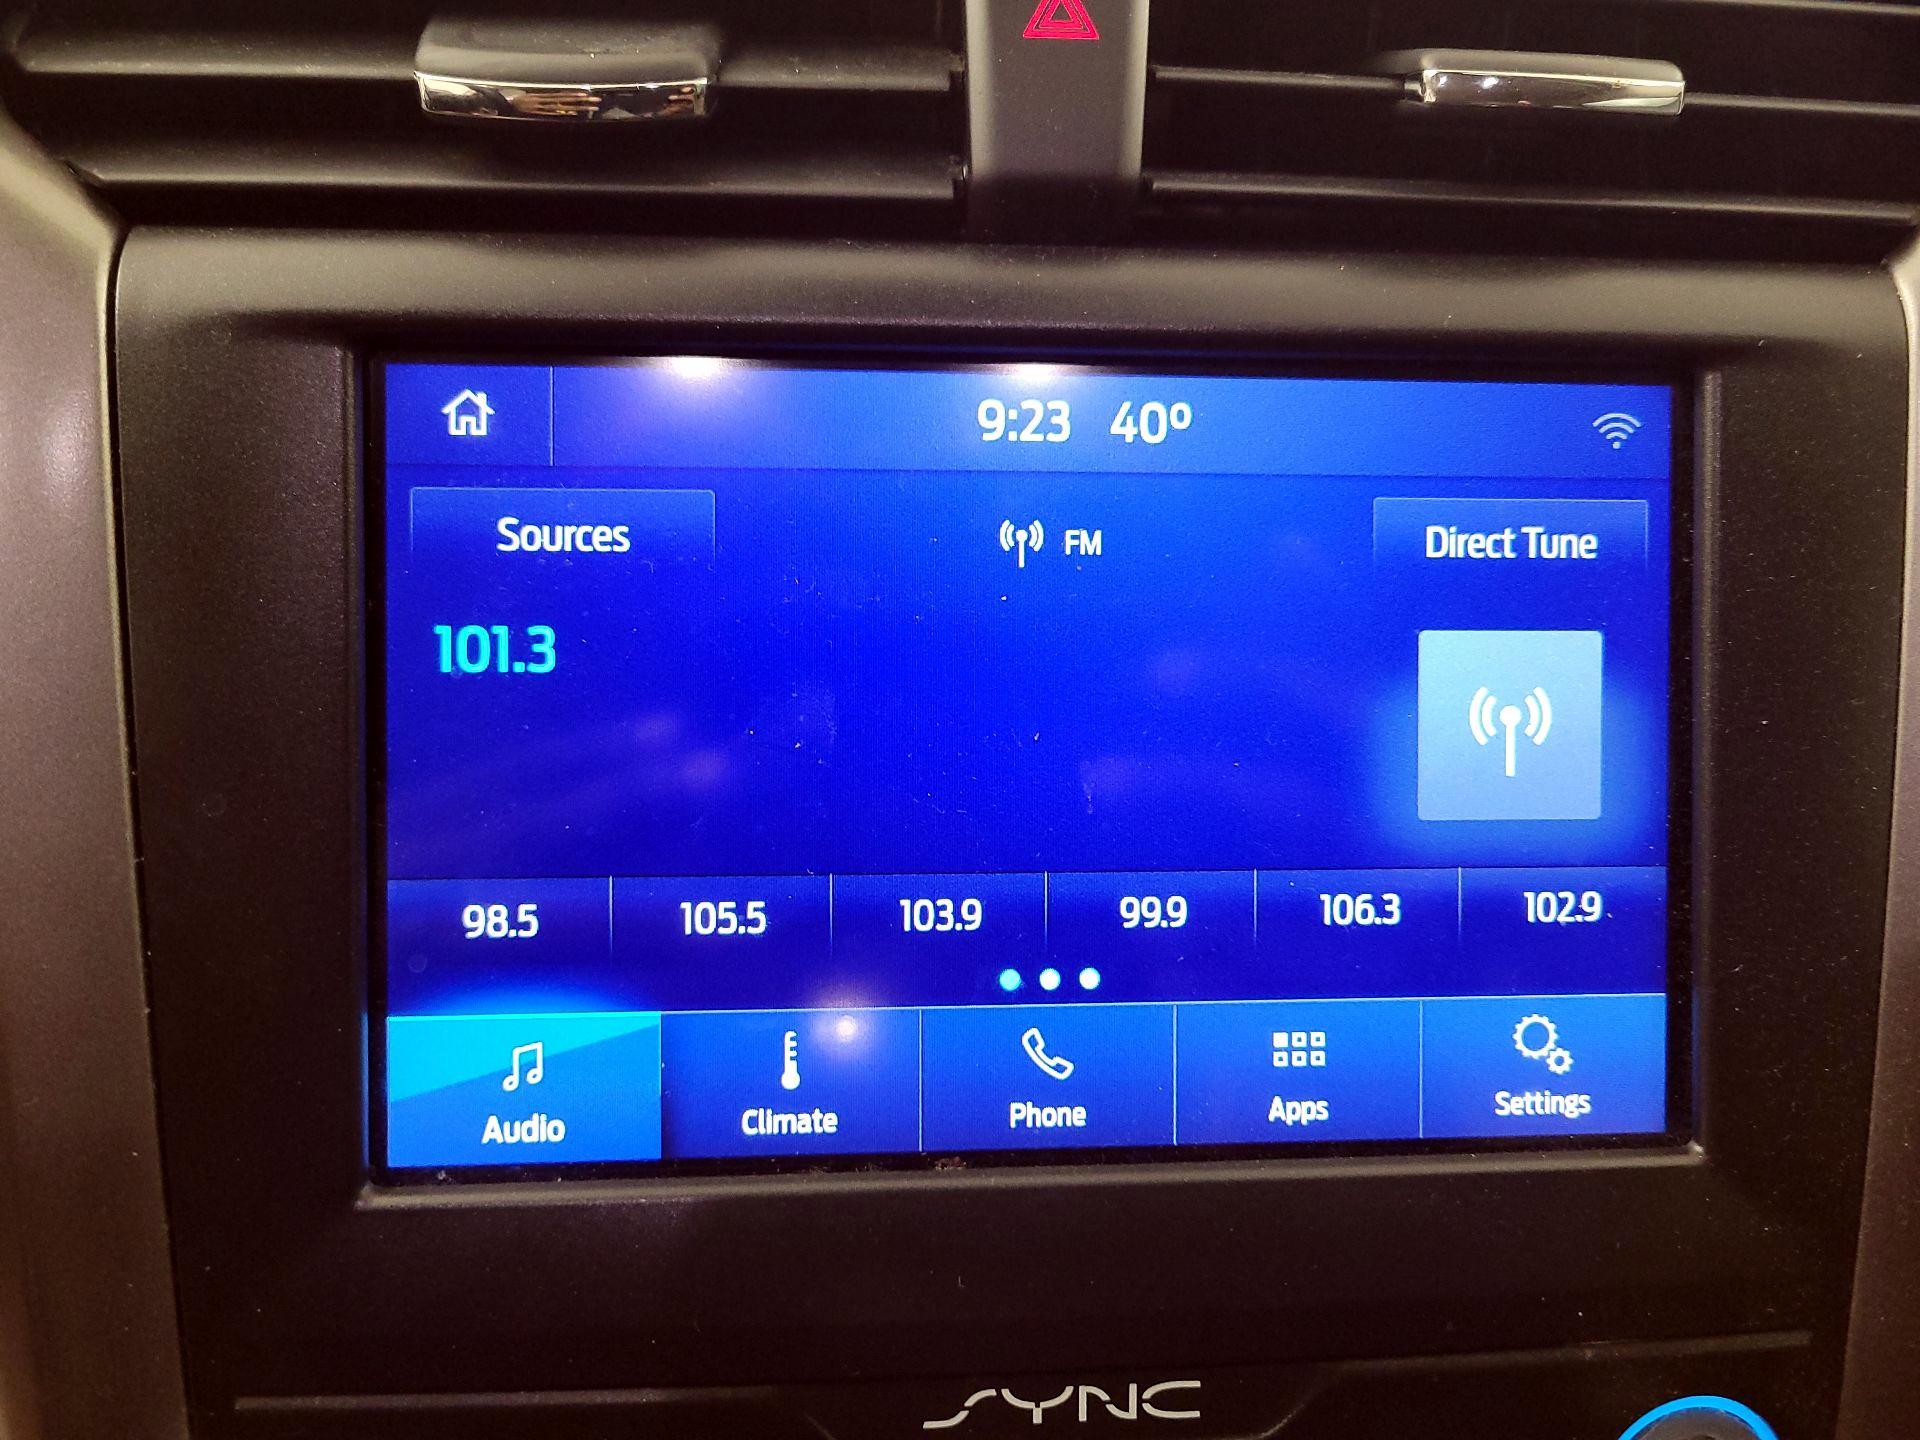 9:23 40º
Sources FM Direct Tune
101.3
98.5 105.5 103.9 99.9 106.3 102.9
Audio Climate Phone Apps Settings
SYNC